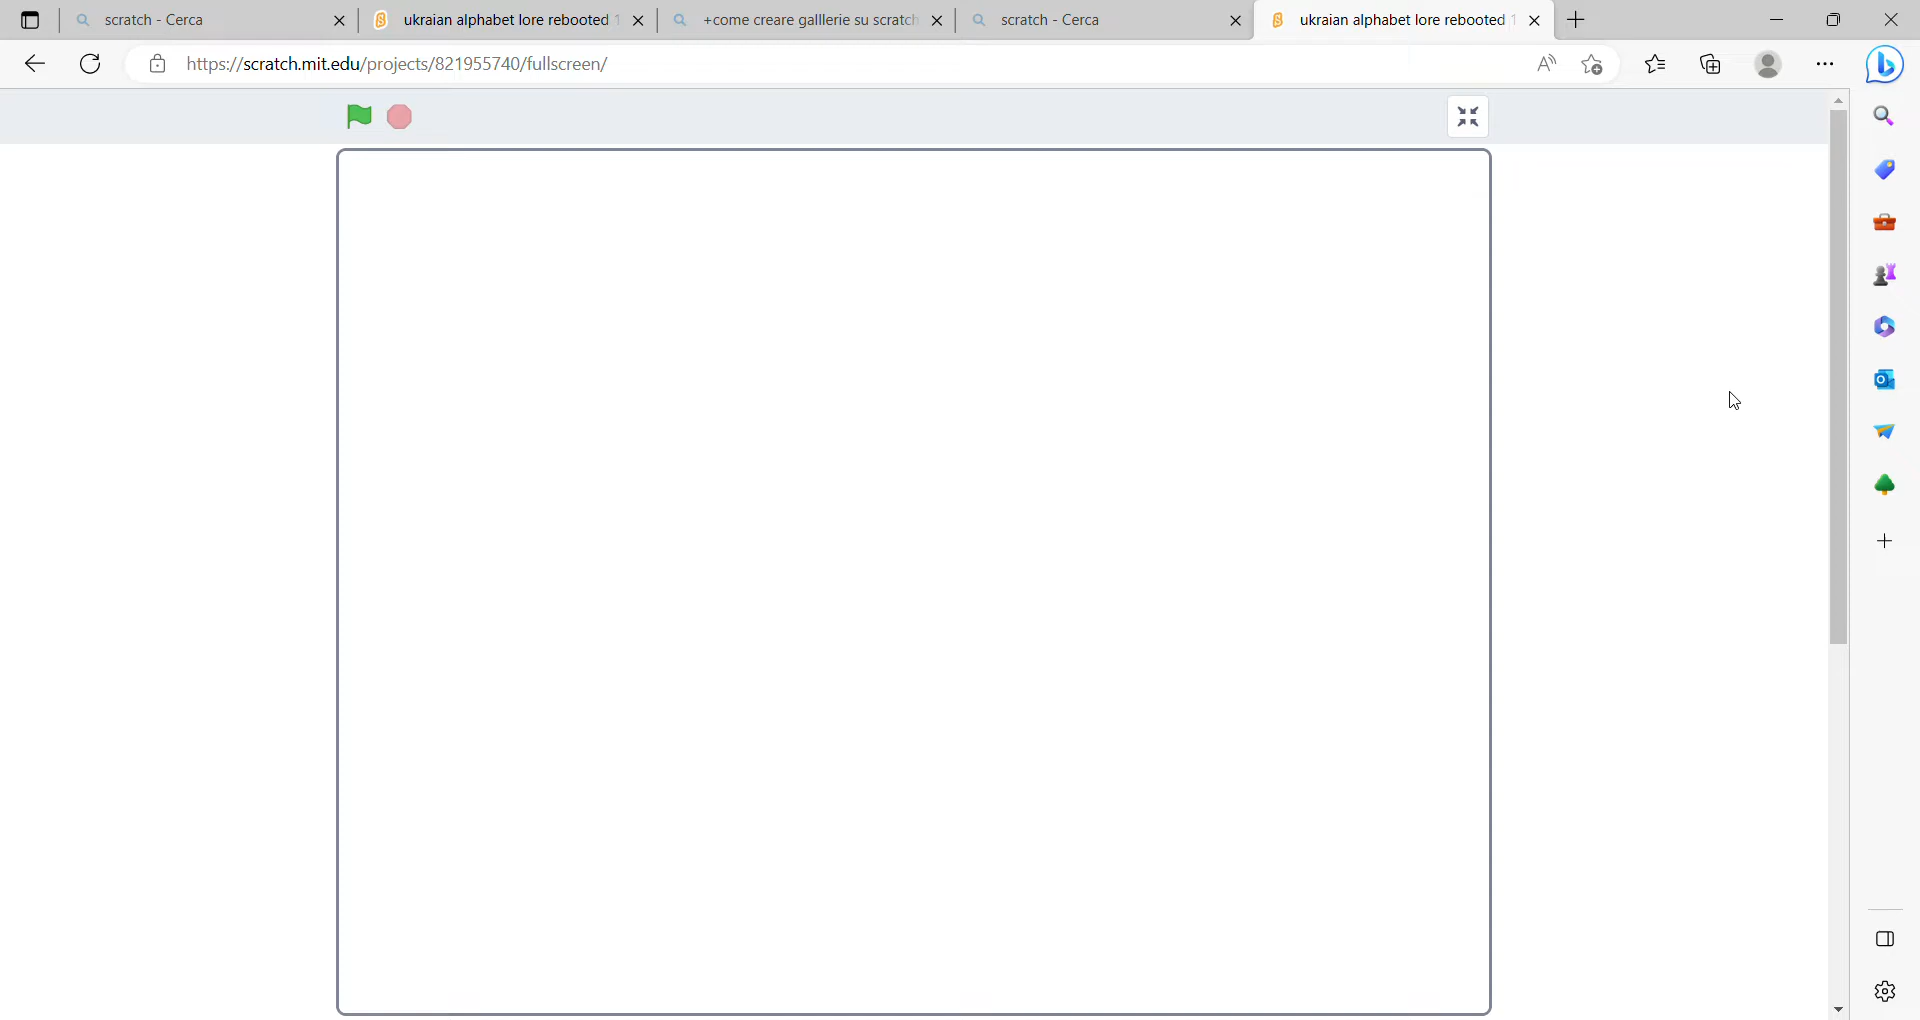 scratch - Cerca
ukraian alphabet lore rebooted
+come creare galllerie su scratch
scratch - Cerca
ukraian alphabet lore rebooted
https://scratch.mit.edu/projects/821955740/fullscreen/